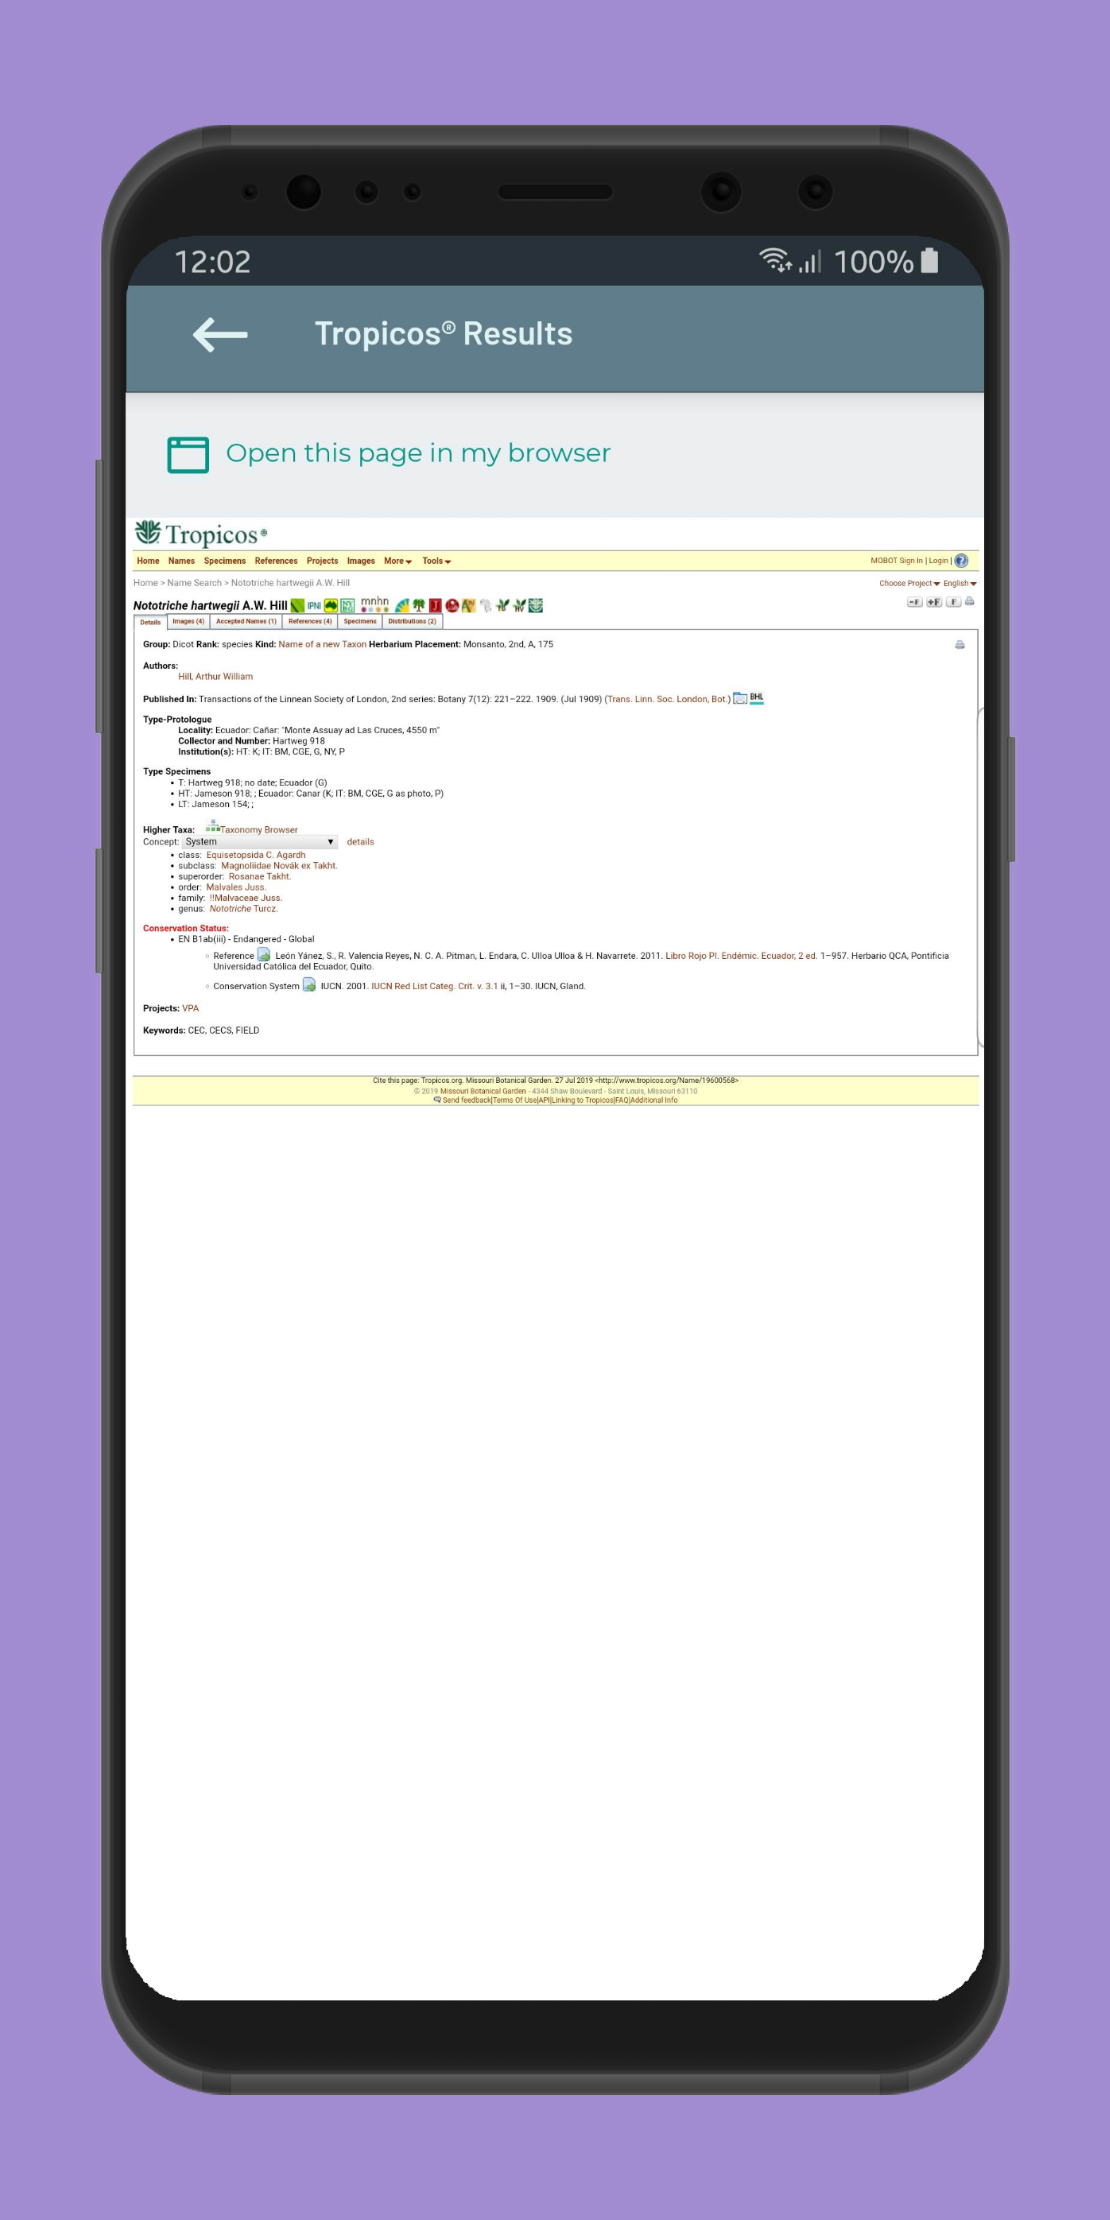 12:02 100%
Tropicos® Results
Open this page in my browser
Tropicos®
Home Names Specimens References Projects Images More Tools MOBOT Sign In | Login |
Home > Name Search > Nototriche hartwegii A.W. Hill Choose Project English
Nototriche hartwegii A.W. Hill IPNI mnhn -F +F F
Details Images (4) Accepted Names (1) References (4) Specimens Distributions (2)
Group: Dicot Rank: species Kind: Name of a new Taxon Herbarium Placement: Monsanto, 2nd, A, 175
Authors:
Hill, Arthur William
Published In: Transactions of the Linnean Society of London, 2nd series: Botany 7(12): 221–222. 1909. (Jul 1909) (Trans. Linn. Soc. London, Bot.) BHL
Type-Protologue
Locality: Ecuador: Cañar: "Monte Assuay ad Las Cruces, 4550 m"
Collector and Number: Hartweg 918
Institution(s): HT: K; IT: BM, CGE, G, NY, P
Type Specimens
• T: Hartweg 918; no date; Ecuador (G)
• HT: Jameson 918; ; Ecuador: Canar (K; IT: BM, CGE, G as photo, P)
• LT: Jameson 154; ;
Higher Taxa: Taxonomy Browser
Concept: System details
• class: Equisetopsida C. Agardh
• subclass: Magnoliidae Novák ex Takht.
• superorder: Rosanae Takht.
• order: Malvales Juss.
• family: !!Malvaceae Juss.
• genus: Nototriche Turcz.
Conservation Status:
• EN B1ab(iii) - Endangered - Global
Reference León Yánez, S., R. Valencia Reyes, N. C. A. Pitman, L. Endara, C. Ulloa Ulloa & H. Navarrete. 2011. Libro Rojo Pl. Endémic. Ecuador, 2 ed. 1–957. Herbario QCA, Pontificia
Universidad Católica del Ecuador, Quito.
Conservation System IUCN. 2001. IUCN Red List Categ. Crit. v. 3.1 ii, 1–30. IUCN, Gland.
Projects: VPA
Keywords: CEC, CECS, FIELD
Cite this page: Tropicos.org. Missouri Botanical Garden. 27 Jul 2019 <http://www.tropicos.org/Name/19600568>
© 2019 Missouri Botanical Garden - 4344 Shaw Boulevard - Saint Louis, Missouri 63110
Send feedback|Terms Of Use|API|Linking to Tropicos|FAQ|Additional Info